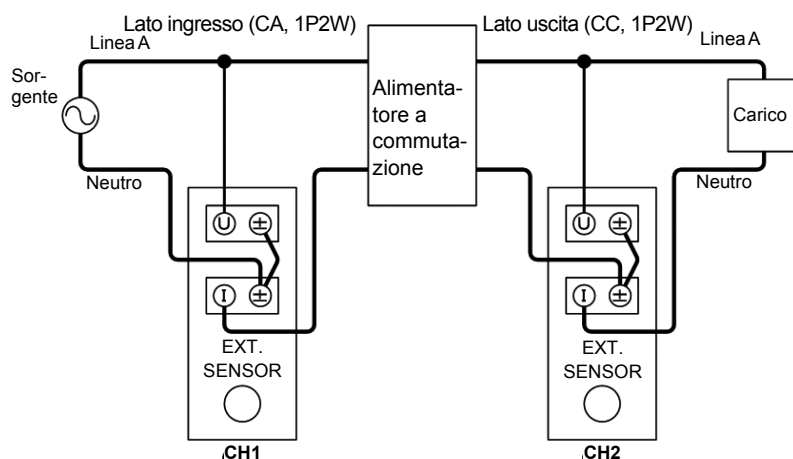 Lato ingresso (CA, 1P2W)
Linea A
Sor-
gente
Neutro
Alimenta-
tore a
commuta-
zione
Lato uscita (CC, 1P2W)
Linea A
Carico
Neutro
U ±
I ±
EXT.
SENSOR
CH1
U ±
I ±
EXT.
SENSOR
CH2